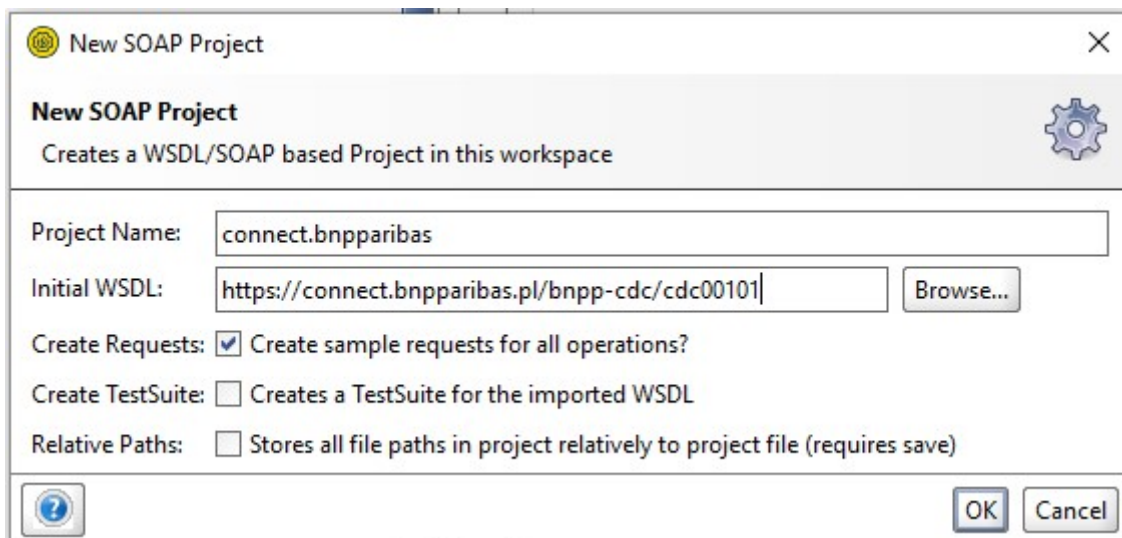 New SOAP Project
New SOAP Project
Creates a WSDL/SOAP based Project in this workspace
Project Name: connect.bnpparibas
Initial WSDL: https://connect.bnpparibas.pl/bnpp-cdc/cdc00101 Browse...
Create Requests: Create sample requests for all operations?
Create TestSuite: Creates a TestSuite for the imported WSDL
Relative Paths: Stores all file paths in project relatively to project file (requires save)
? OK Cancel